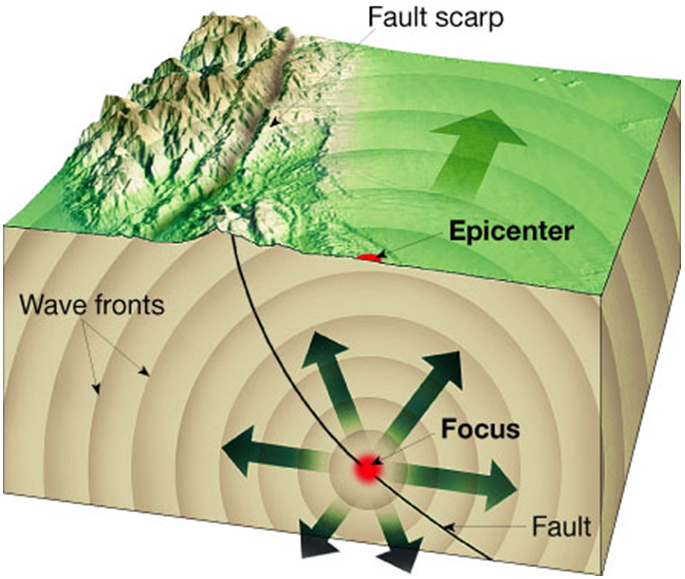 Fault scarp
Epicenter
Wave fronts
Focus
Fault